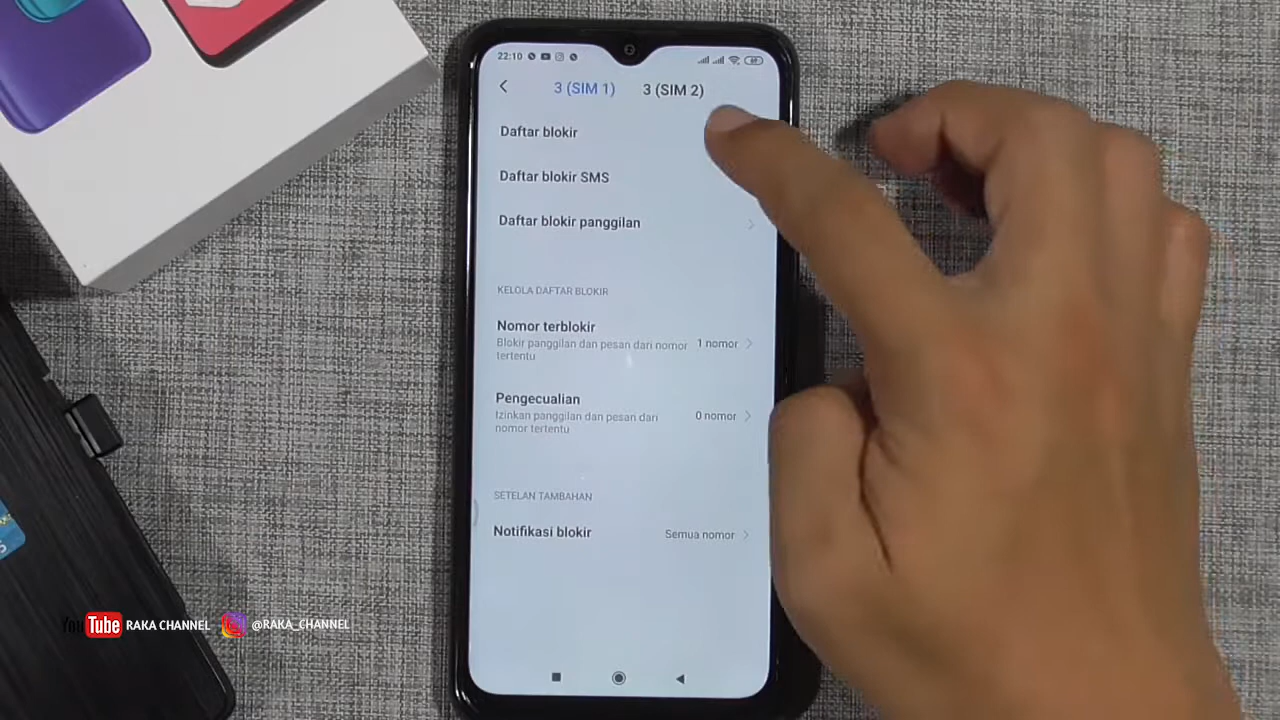 22:10
3 (SIM 1) 3 (SIM 2)
Daftar blokir
Daftar blokir SMS
Daftar blokir panggilan
KELOLA DAFTAR BLOKIR
Nomor terblokir
Blokir panggilan dan pesan dari nomor tertentu
1 nomor
Pengecualian
Izinkan panggilan dan pesan dari nomor tertentu
0 nomor
SETELAN TAMBAHAN
Notifikasi blokir
Semua nomor
YouTube RAKA CHANNEL @RAKA_CHANNEL